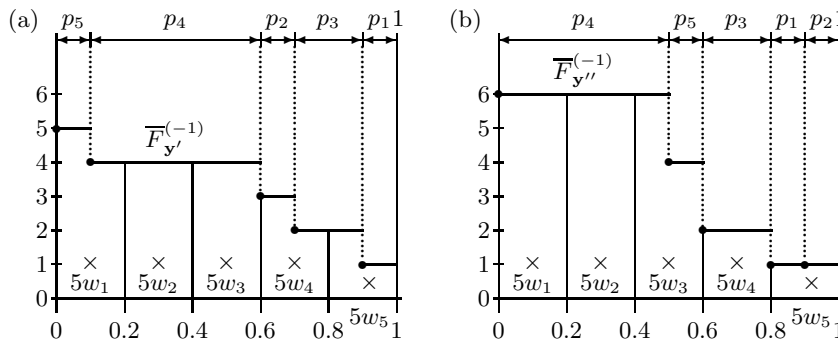 (a) p₅ p₄ p₂ p₃ p₁ 1
6
5
F̅_y′^(−1)
4
3
2
1 × × × ×
5w₁ 5w₂ 5w₃ 5w₄ ×
0
5w₅
0 0.2 0.4 0.6 0.8 1
(b) p₄ p₅ p₃ p₁ p₂ 1
F̅_y″^(−1)
6
5
4
3
2
1 × × × ×
5w₁ 5w₂ 5w₃ 5w₄ ×
0
5w₅
0 0.2 0.4 0.6 0.8 1